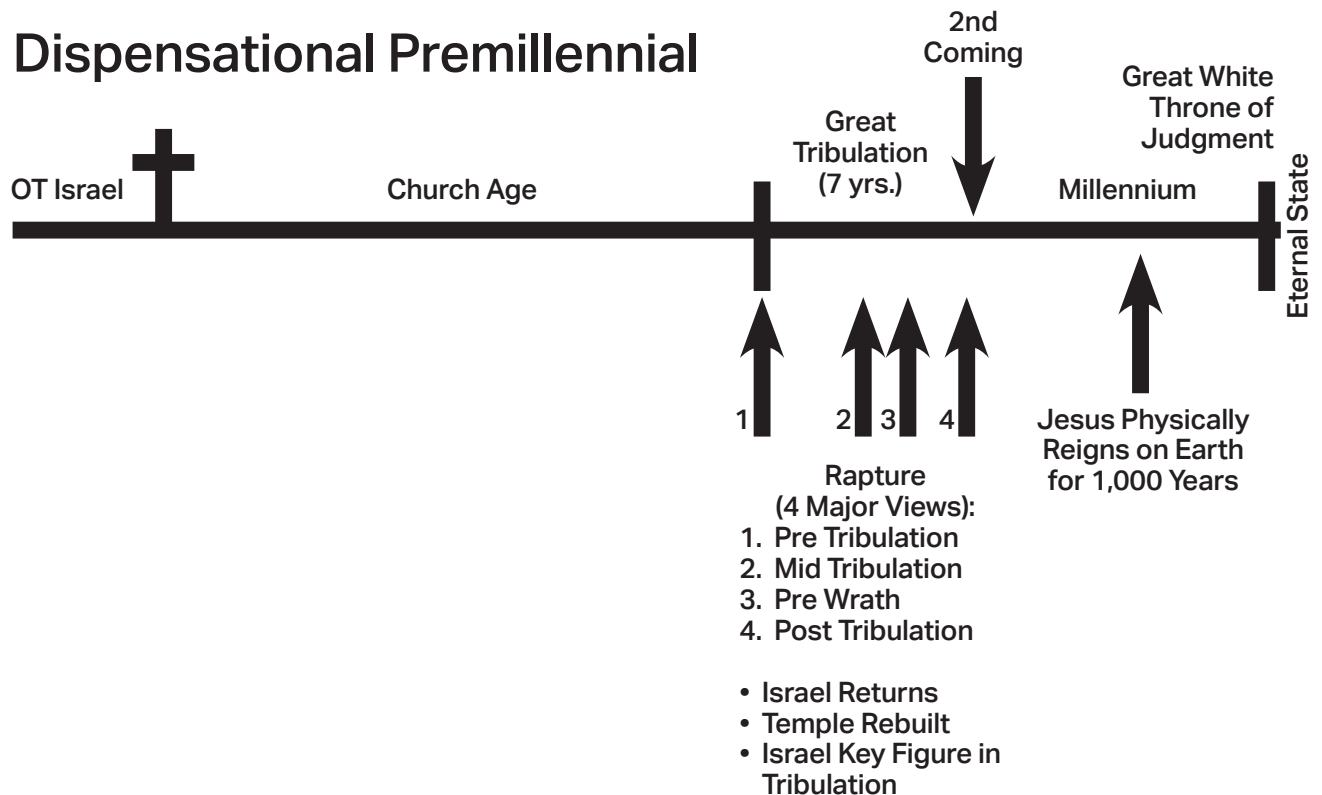 Dispensational Premillennial
2nd
Coming
Great White
Throne of
Judgment
Great
Tribulation
(7 yrs.)
OT Israel
Church Age
Millennium
Eternal State
1
2
3
4
Jesus Physically
Reigns on Earth
for 1,000 Years
Rapture
(4 Major Views):
1. Pre Tribulation
2. Mid Tribulation
3. Pre Wrath
4. Post Tribulation
• Israel Returns
• Temple Rebuilt
• Israel Key Figure in
Tribulation